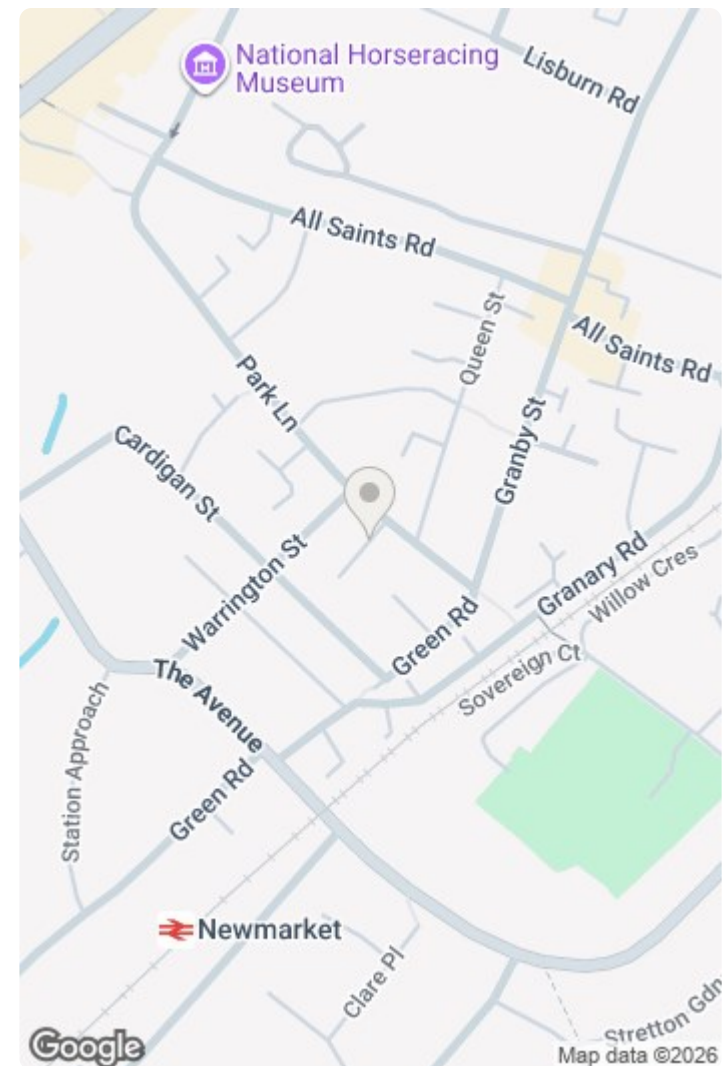 National Horseracing
Museum
Lisburn Rd
All Saints Rd
Queen St
All Saints Rd
Park Ln
Granby St
Cardigan St
Warrington St
Granary Rd
Willow Cres
Green Rd
Sovereign Ct
The Avenue
Station Approach
Green Rd
Newmarket
Clare Pl
Stretton Gdn
Google
Map data ©2026